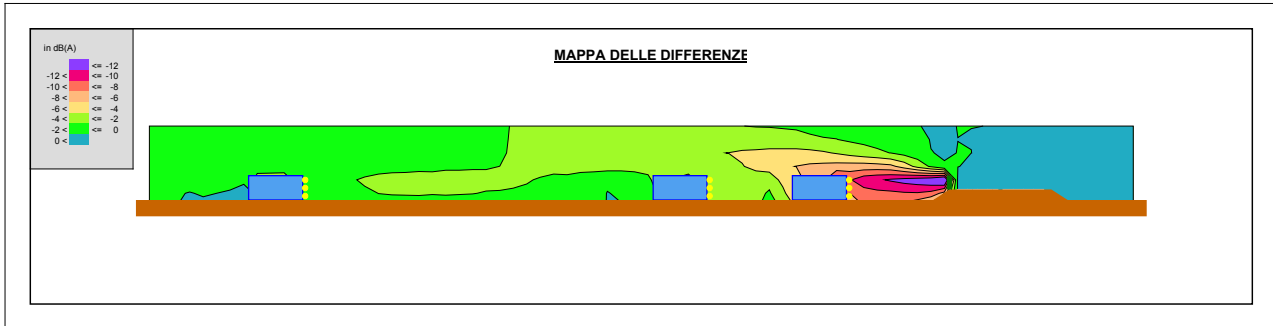 in dB(A)
<= -12
-12 < <= -10
-10 < <= -8
-8 < <= -6
-6 < <= -4
-4 < <= -2
-2 < <= 0
0 <
MAPPA DELLE DIFFERENZE